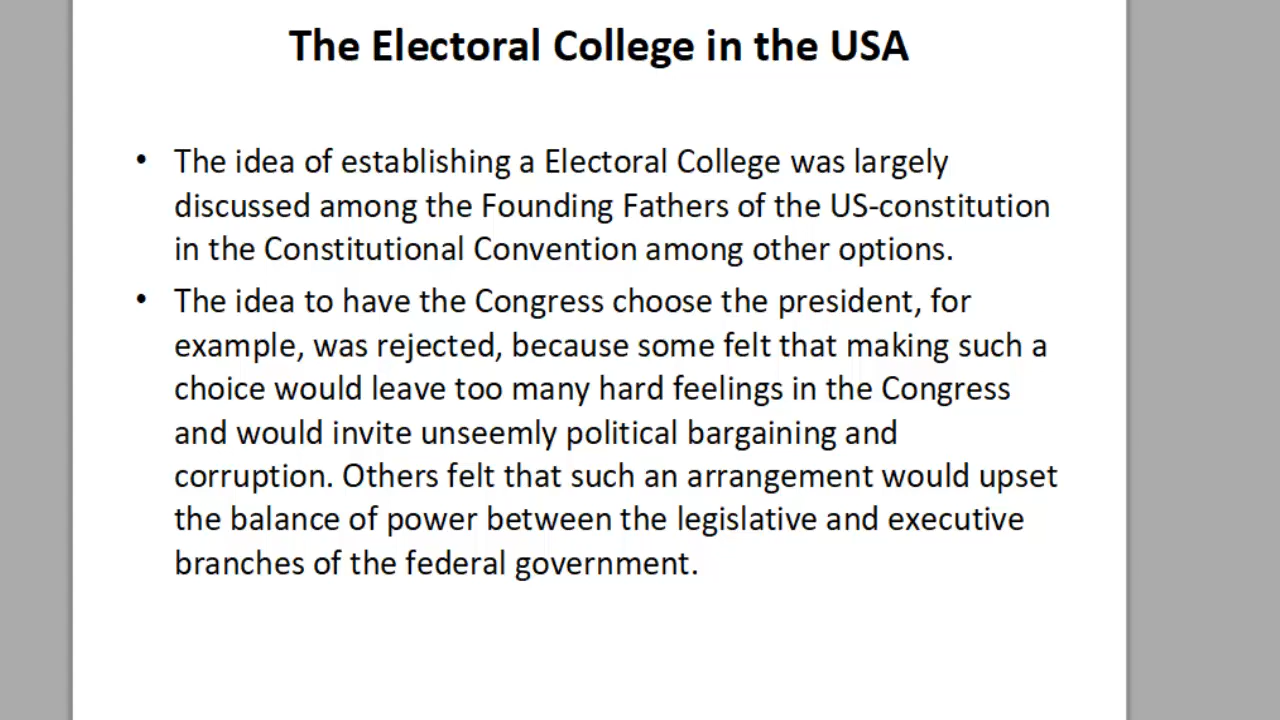 The Electoral College in the USA
• The idea of establishing a Electoral College was largely
discussed among the Founding Fathers of the US-constitution
in the Constitutional Convention among other options.
• The idea to have the Congress choose the president, for
example, was rejected, because some felt that making such a
choice would leave too many hard feelings in the Congress
and would invite unseemly political bargaining and
corruption. Others felt that such an arrangement would upset
the balance of power between the legislative and executive
branches of the federal government.